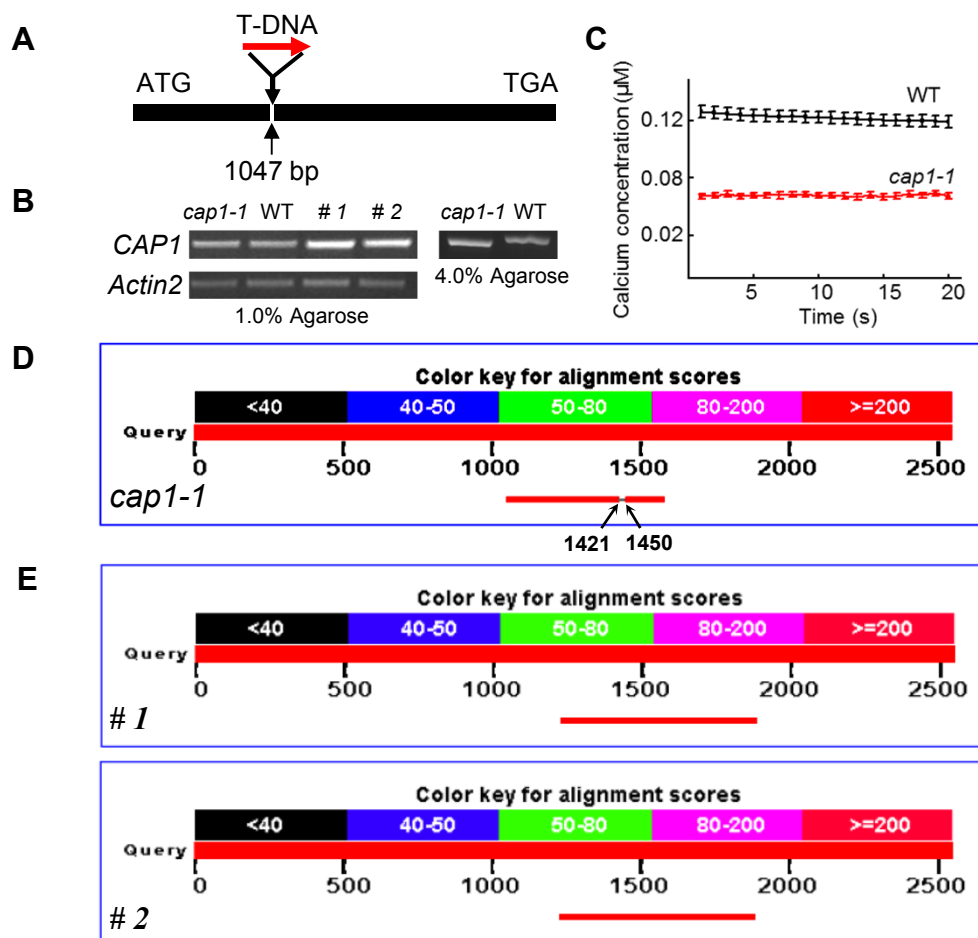 A
T-DNA
ATG
TGA
1047 bp
B
cap1-1 WT # 1 # 2
CAP1
Actin2
1.0% Agarose
cap1-1 WT
4.0% Agarose
C
Calcium concentration (µM)
0.12
0.08
0.02
WT
cap1-1
5 10 15 20
Time (s)
D
Color key for alignment scores
<40 40-50 50-80 80-200 >=200
Query
0 500 1000 1500 2000 2500
cap1-1
1421 1450
E
Color key for alignment scores
<40 40-50 50-80 80-200 >=200
Query
0 500 1000 1500 2000 2500
# 1
Color key for alignment scores
<40 40-50 50-80 80-200 >=200
Query
0 500 1000 1500 2000 2500
# 2